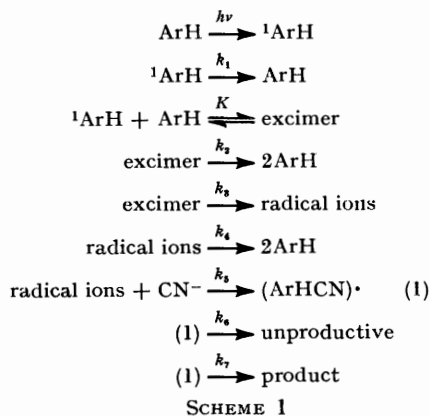 ArH hν→ ¹ArH
¹ArH k₁→ ArH
¹ArH + ArH K⇌ excimer
excimer k₂→ 2ArH
excimer k₃→ radical ions
radical ions k₄→ 2ArH
radical ions + CN⁻ k₅→ (ArHCN)• (1)
(1) k₆→ unproductive
(1) k₇→ product
SCHEME 1